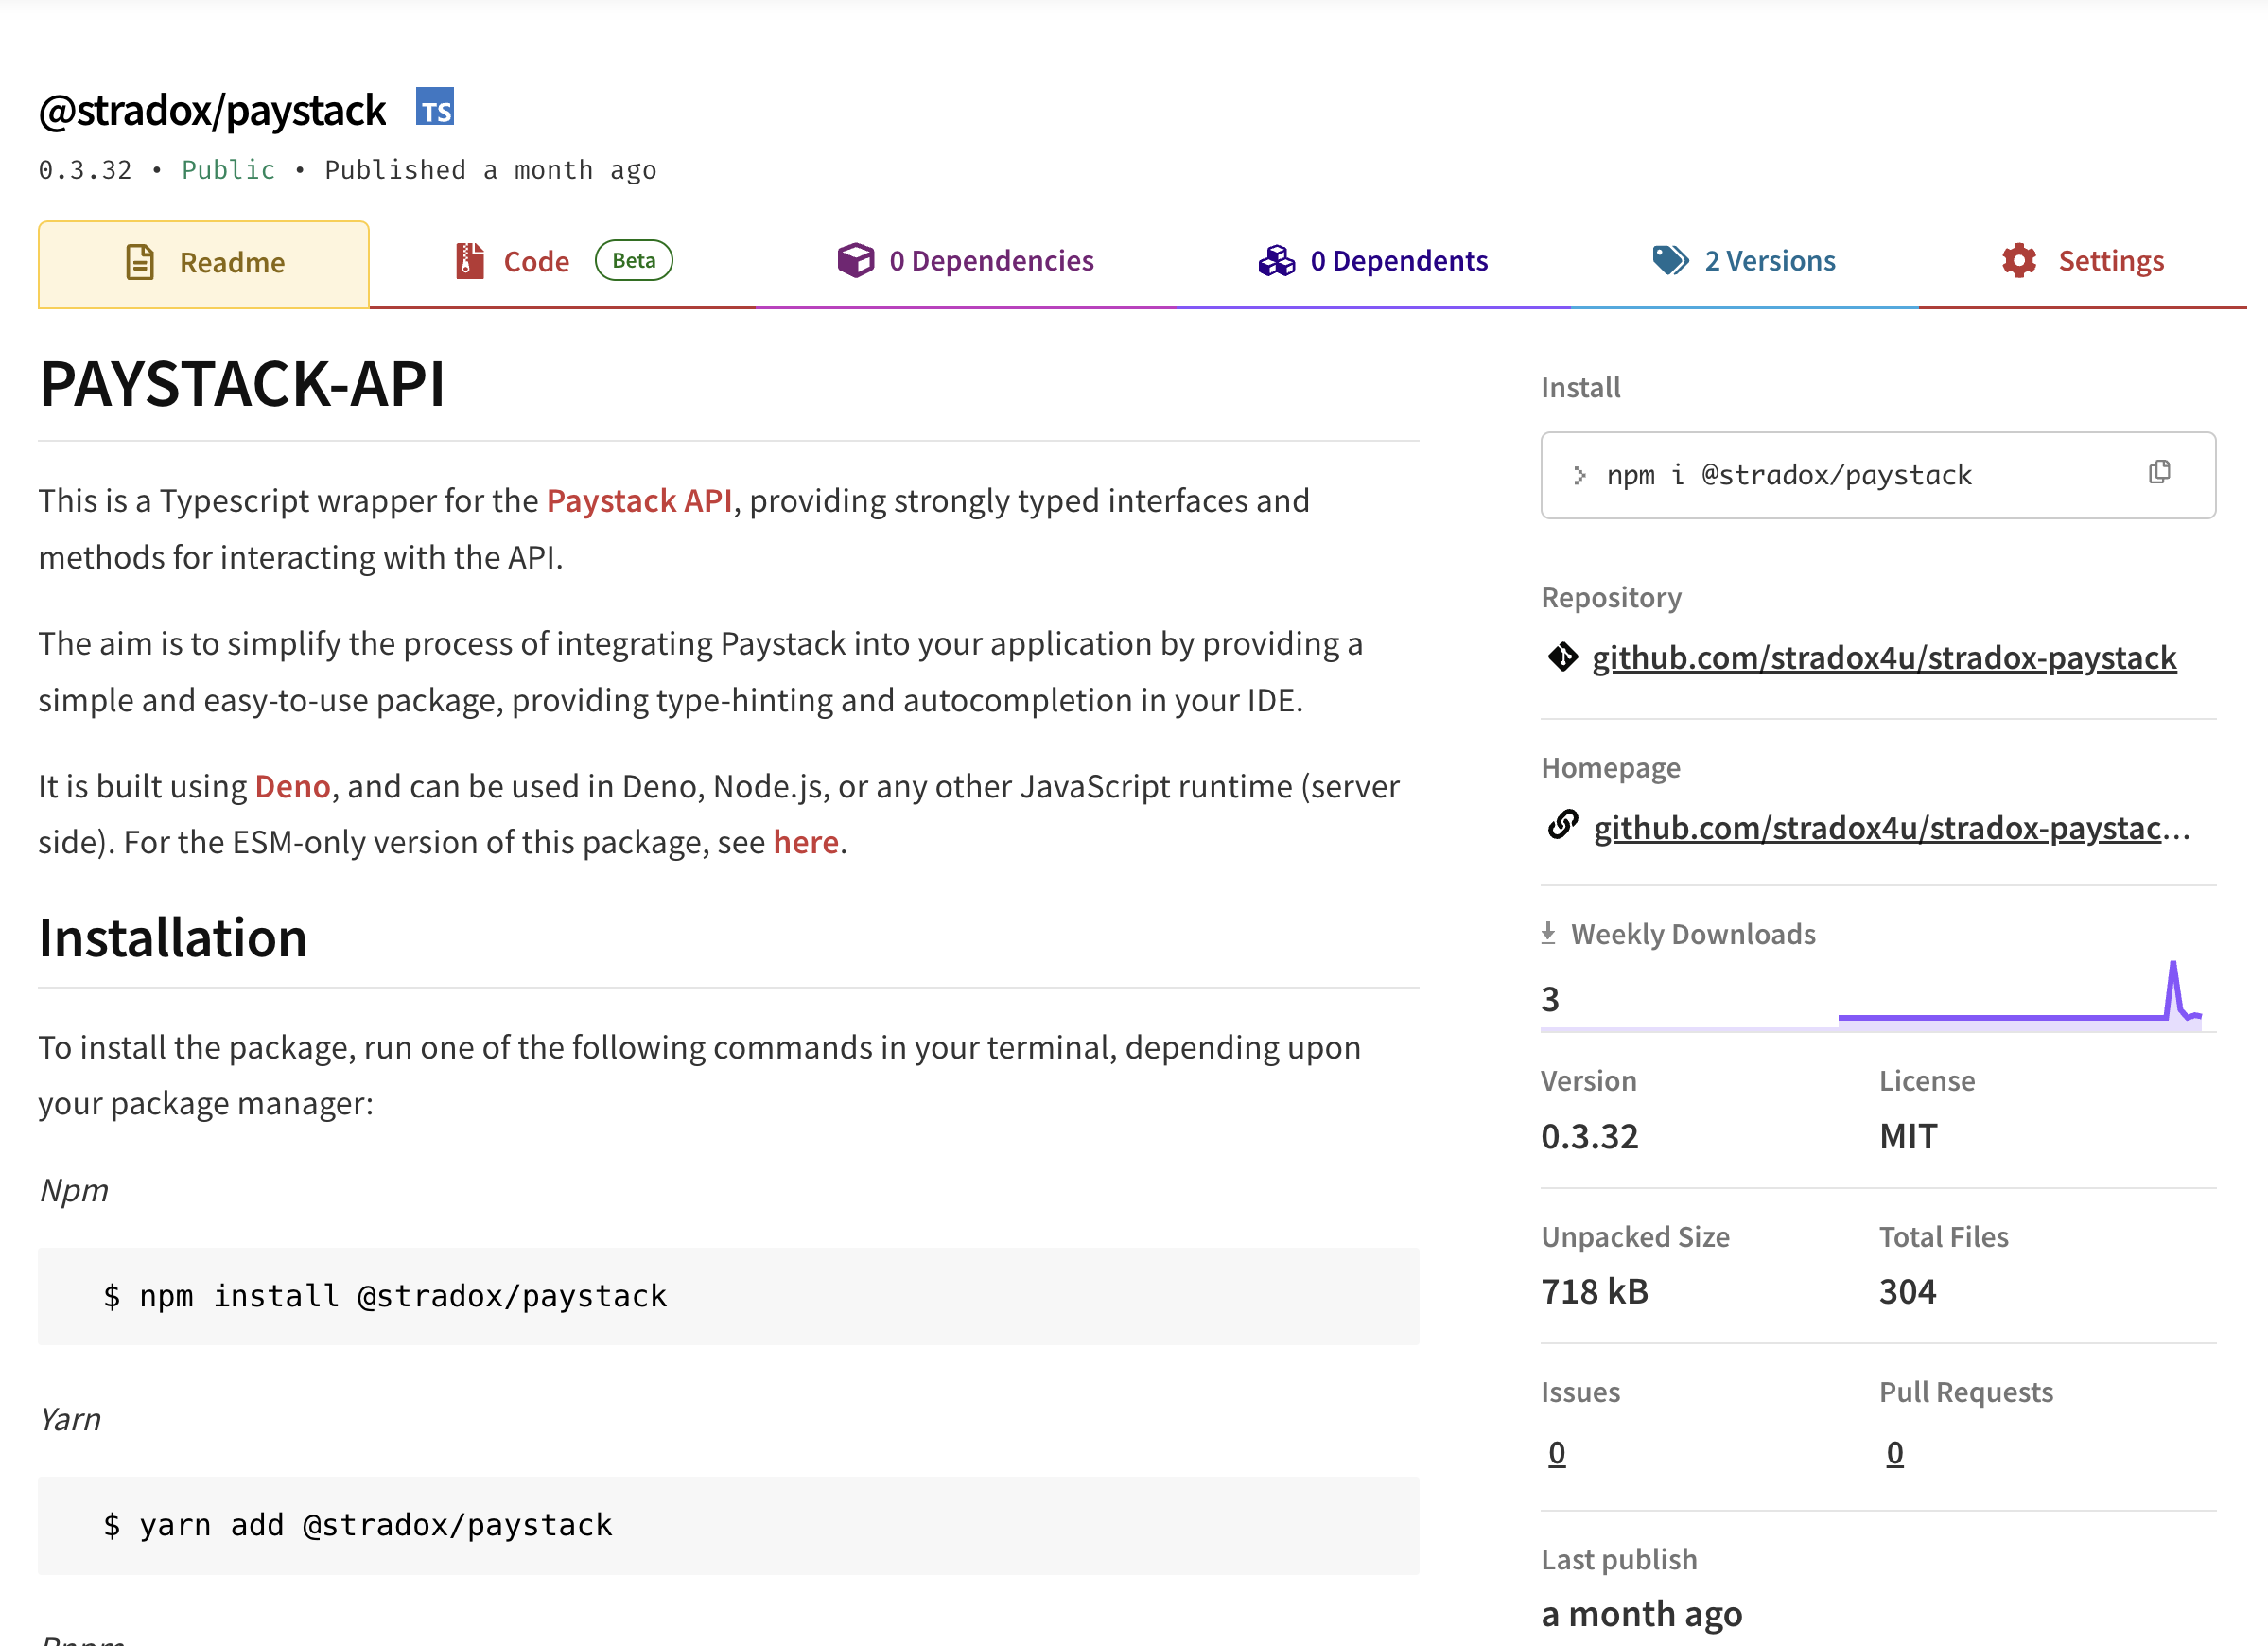 @stradox/paystack TS
0.3.32 • Public • Published a month ago
Readme
Code Beta
0 Dependencies
0 Dependents
2 Versions
Settings
PAYSTACK-API
This is a Typescript wrapper for the Paystack API, providing strongly typed interfaces and
methods for interacting with the API.
The aim is to simplify the process of integrating Paystack into your application by providing a
simple and easy-to-use package, providing type-hinting and autocompletion in your IDE.
It is built using Deno, and can be used in Deno, Node.js, or any other JavaScript runtime (server
side). For the ESM-only version of this package, see here.
Installation
To install the package, run one of the following commands in your terminal, depending upon
your package manager:
Npm
$ npm install @stradox/paystack
Yarn
$ yarn add @stradox/paystack
Install
> npm i @stradox/paystack
Repository
github.com/stradox4u/stradox-paystack
Homepage
github.com/stradox4u/stradox-paystac...
Weekly Downloads
3
Version
0.3.32
License
MIT
Unpacked Size
718 kB
Total Files
304
Issues
0
Pull Requests
0
Last publish
a month ago